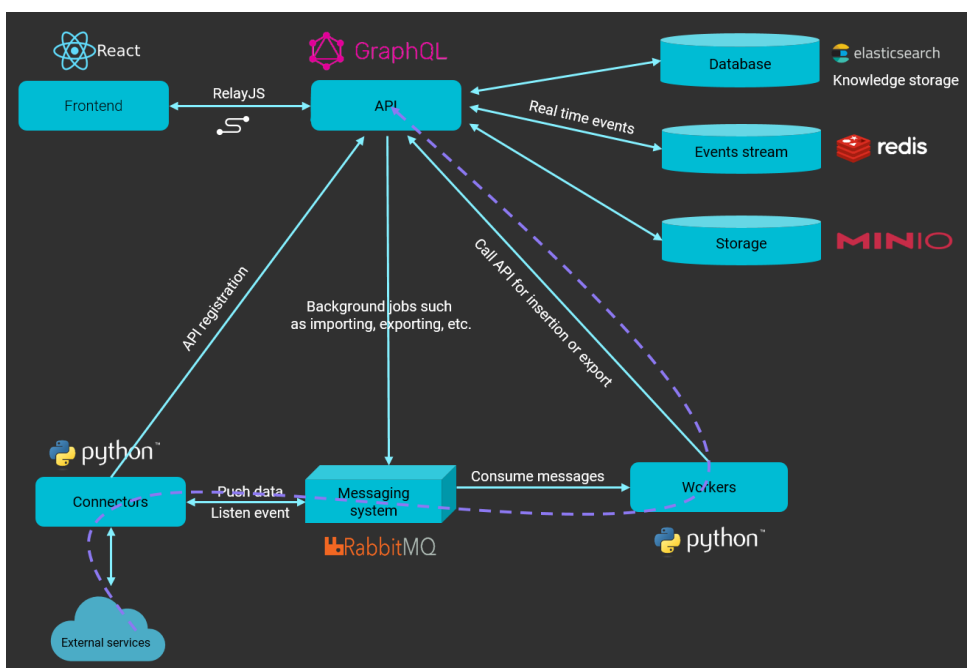 React
GraphQL
elasticsearch
Knowledge storage
Database
Frontend
RelayJS
API
Real time events
Events stream
redis
Storage
MINIO
API registration
Background jobs such
as importing, exporting, etc.
Call API for insertion or export
python™
Connectors
Push data
Listen event
Messaging
system
RabbitMQ
Consume messages
Workers
python™
External services